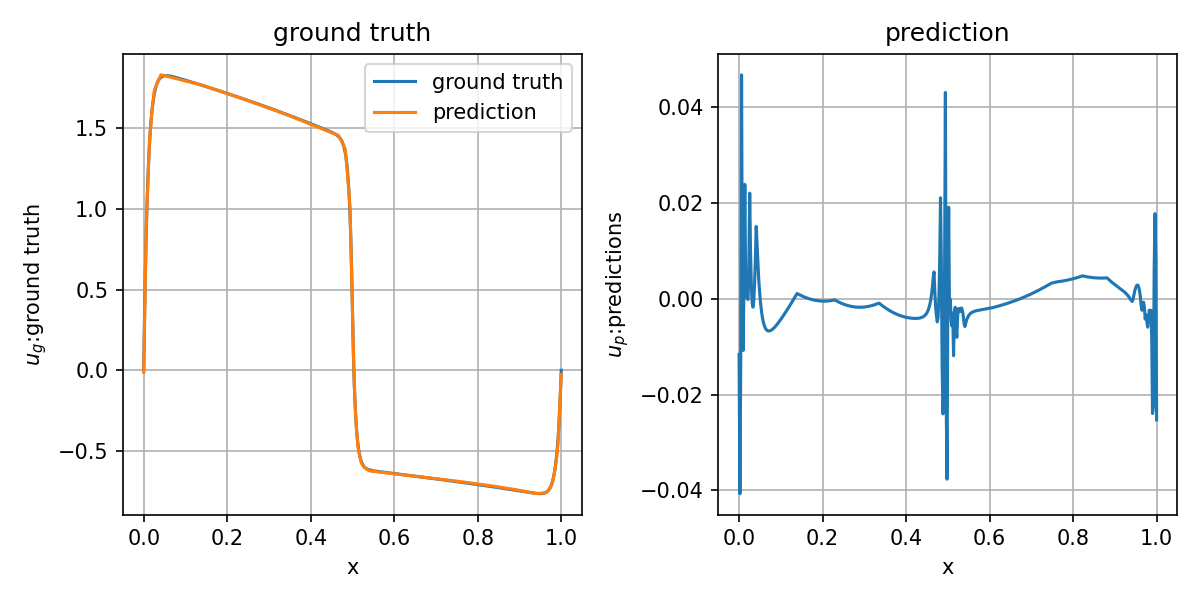 ground truth
ground truth
prediction
1.5
1.0
0.5
0.0
−0.5
u_g:ground truth
0.0 0.2 0.4 0.6 0.8 1.0
x
prediction
0.04
0.02
0.00
−0.02
−0.04
u_p:predictions
0.0 0.2 0.4 0.6 0.8 1.0
x